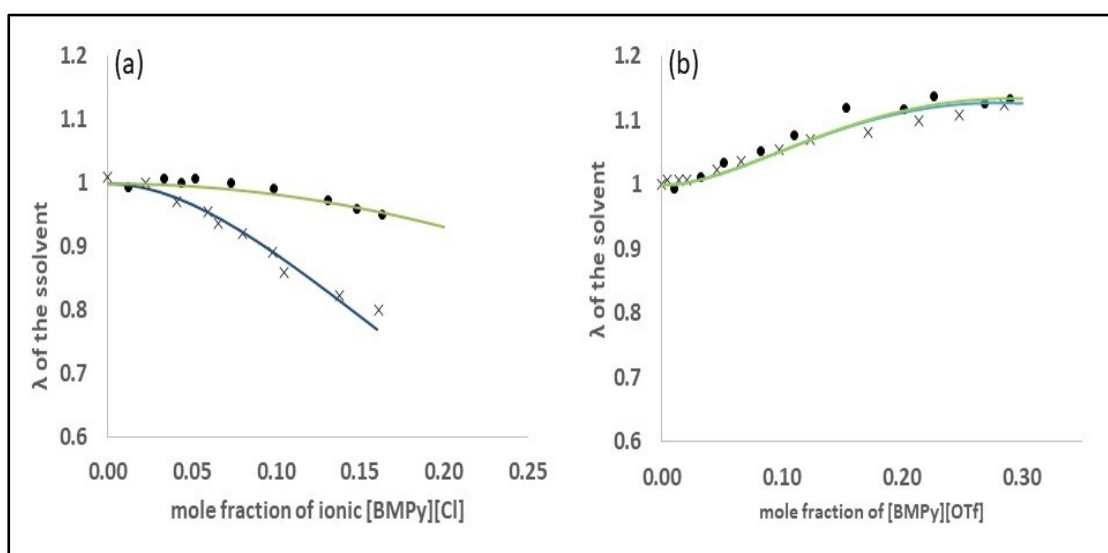 (a)
1.2
1.1
1
0.9
0.8
0.7
0.6
λ of the ssolvent
0.00 0.05 0.10 0.15 0.20 0.25
mole fraction of ionic [BMPy][Cl]
(b)
1.2
1.1
1
0.9
0.8
0.7
0.6
λ of the solvent
0.00 0.10 0.20 0.30
mole fraction of [BMPy][OTf]